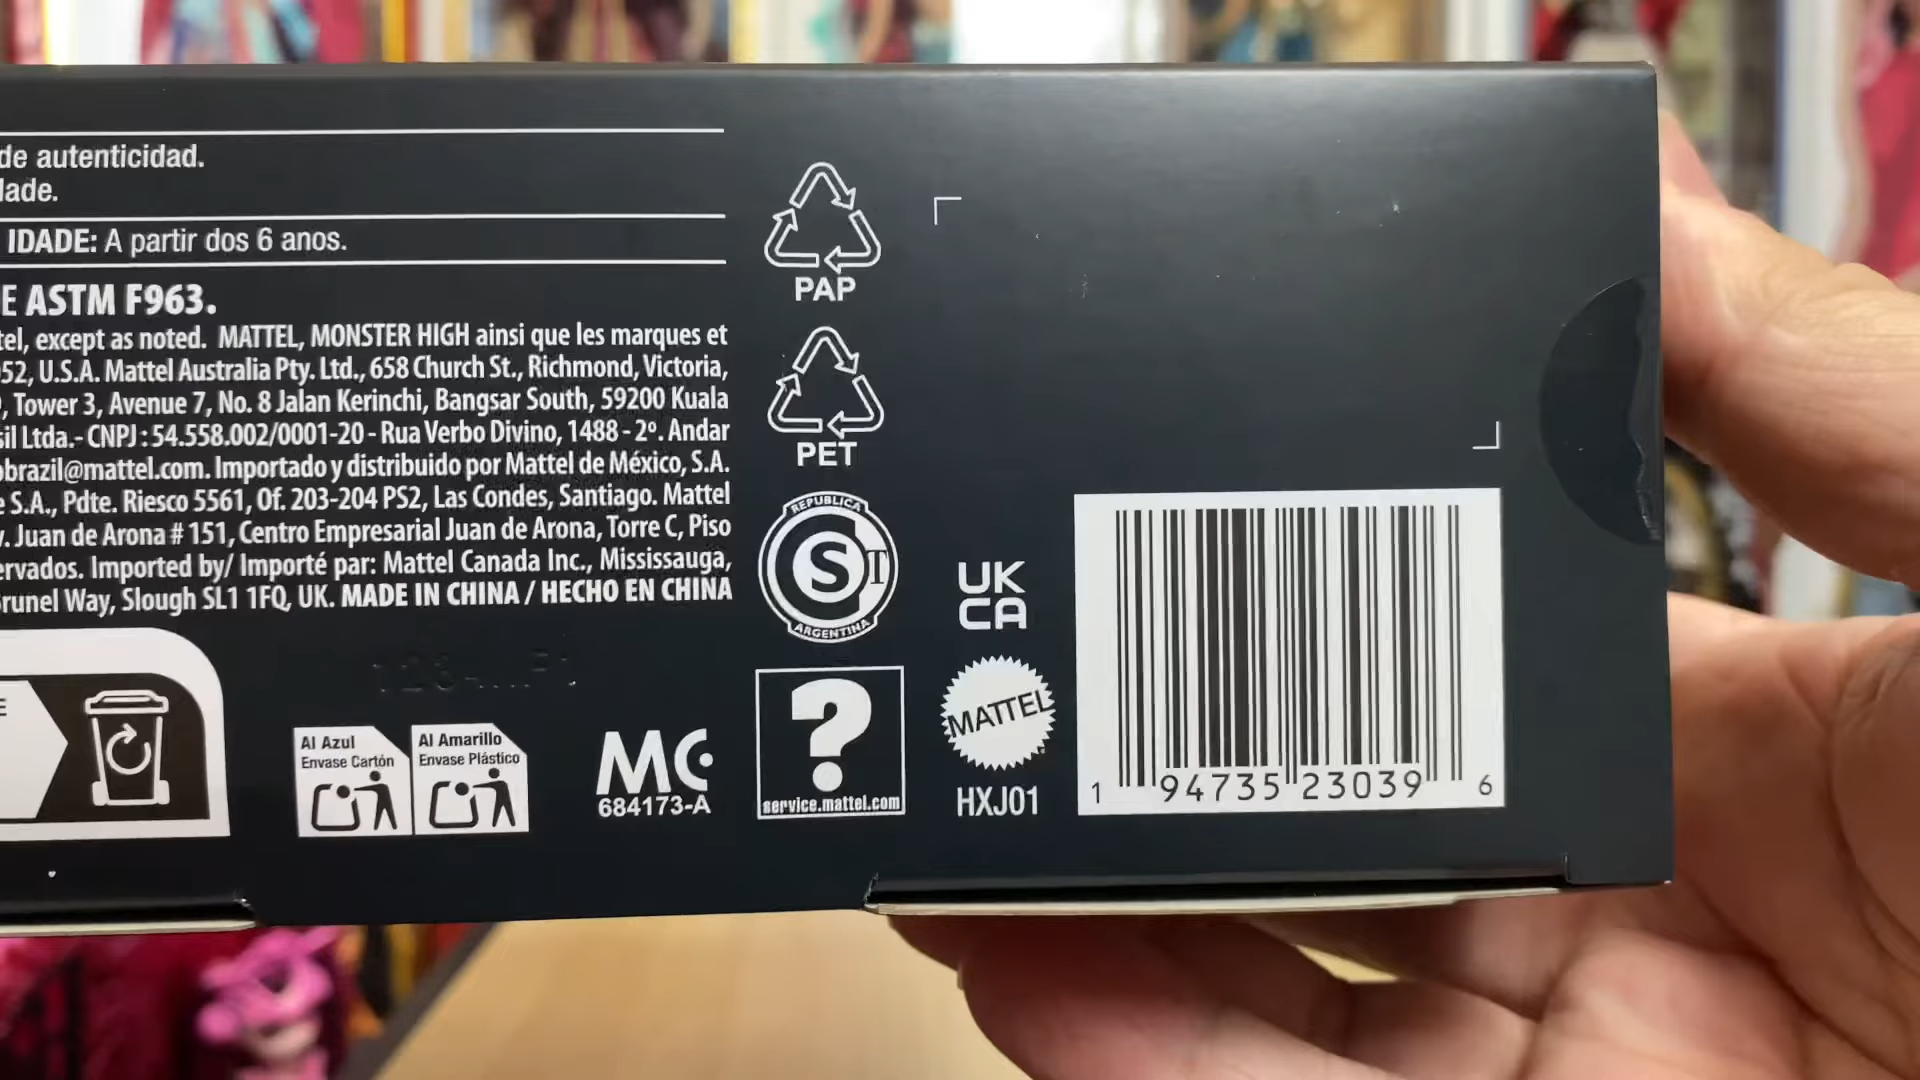 de autenticidad.
dade.
IDADE: A partir dos 6 anos.
E ASTM F963.
tel, except as noted. MATTEL, MONSTER HIGH ainsi que les marques et
52, U.S.A. Mattel Australia Pty. Ltd., 658 Church St., Richmond, Victoria,
, Tower 3, Avenue 7, No. 8 Jalan Kerinchi, Bangsar South, 59200 Kuala
sil Ltda.- CNPJ : 54.558.002/0001-20 - Rua Verbo Divino, 1488 - 2º. Andar
obrazil@mattel.com. Importado y distribuido por Mattel de México, S.A.
e S.A., Pdte. Riesco 5561, Of. 203-204 PS2, Las Condes, Santiago. Mattel
v. Juan de Arona # 151, Centro Empresarial Juan de Arona, Torre C, Piso
ervados. Imported by/ Importé par: Mattel Canada Inc., Mississauga,
Brunel Way, Slough SL1 1FQ, UK. MADE IN CHINA / HECHO EN CHINA
E
Al Azul
Envase Cartón
Al Amarillo
Envase Plástico
MC
684173-A
PAP
PET
REPUBLICA
S T
ARGENTINA
?
service.mattel.com
UK
CA
MATTEL
HXJ01
1 94735 23039 6